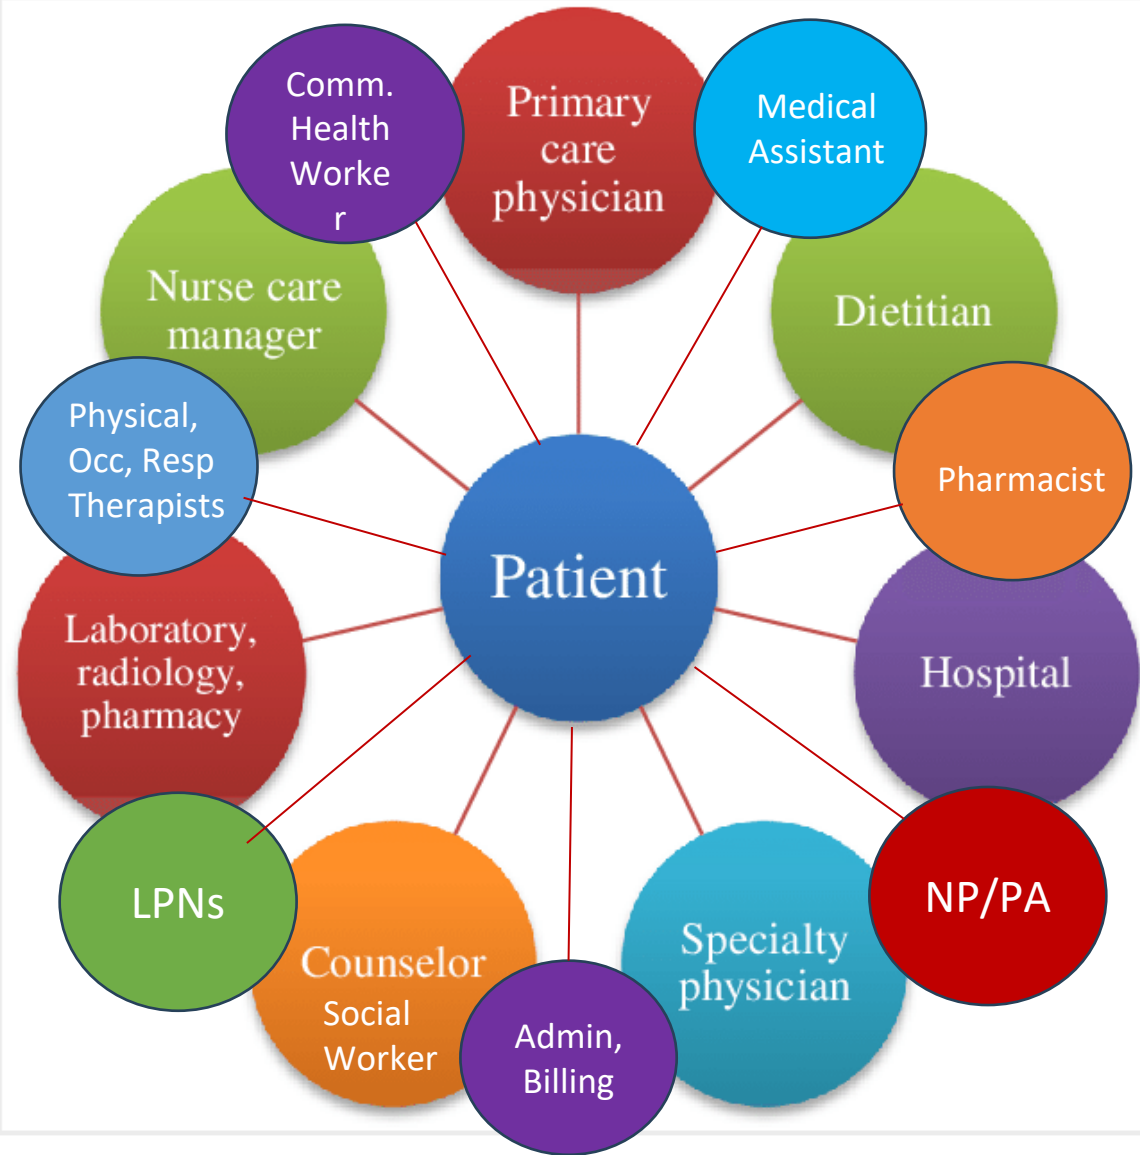 Comm.
Health
Worke
r
Primary
care
physician
Medical
Assistant
Nurse care
manager
Dietitian
Physical,
Occ, Resp
Therapists
Pharmacist
Patient
Laboratory,
radiology,
pharmacy
Hospital
LPNs
NP/PA
Counselor
Social
Worker
Specialty
physician
Admin,
Billing